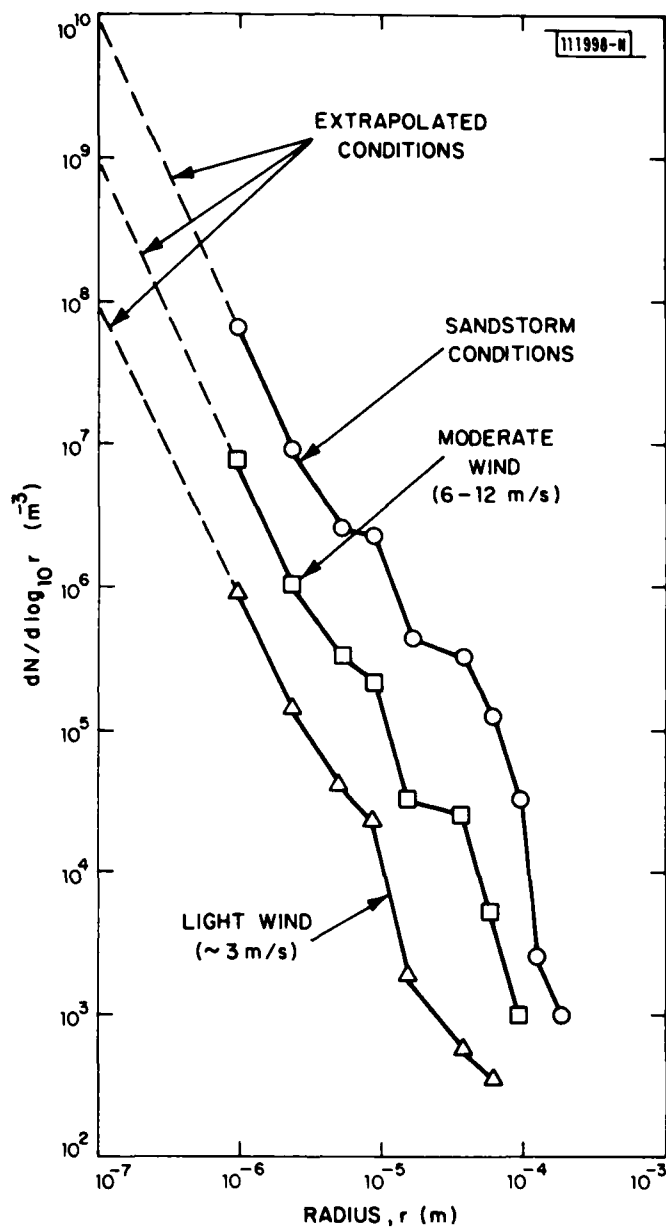 111998-N
10^10
10^9
10^8
10^7
10^6
10^5
10^4
10^3
10^2
dN/d log_10 r (m^-3)
EXTRAPOLATED
CONDITIONS
SANDSTORM
CONDITIONS
MODERATE
WIND
(6-12 m/s)
LIGHT WIND
(~3 m/s)
10^-7
10^-6
10^-5
10^-4
10^-3
RADIUS, r (m)